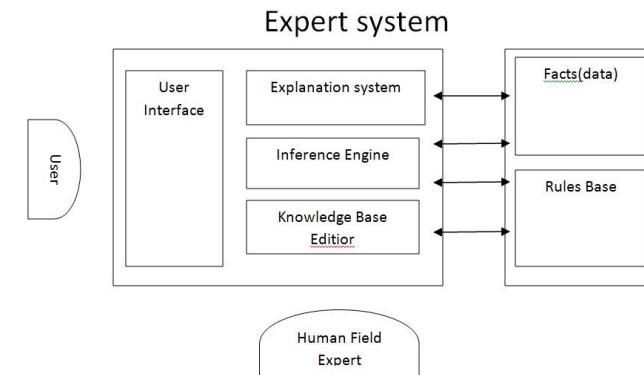 Expert system
User
User
Interface
Explanation system
Inference Engine
Knowledge Base
Editior
Facts(data)
Rules Base
Human Field
Expert